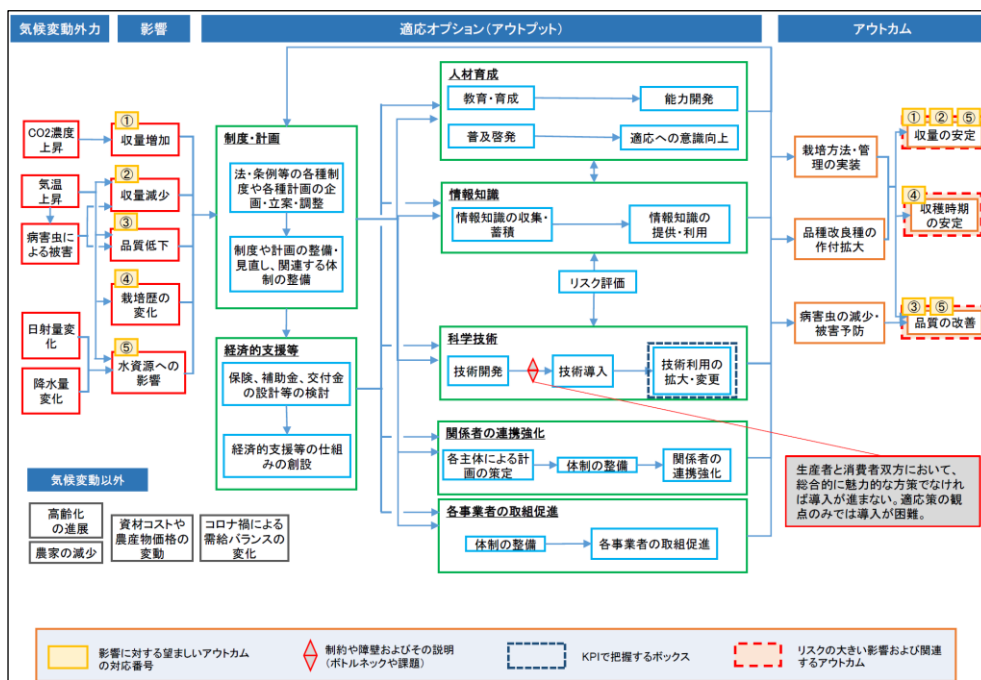 気候変動外力
影響
適応オプション(アウトプット)
アウトカム
CO2濃度
上昇
気温
上昇
病害虫に
よる被害
日射量変
化
降水量
変化
①
収量増加
②
収量減少
③
品質低下
④
栽培歴の
変化
⑤
水資源への
影響
制度・計画
法・条例等の各種制
度や各種計画の企
画・立案・調整
制度や計画の整備・
見直し、関連する体
制の整備
経済的支援等
保険、補助金、交付金
の設計等の検討
経済的支援等の仕組
みの創設
人材育成
教育・育成
能力開発
普及啓発
適応への意識向上
情報知識
情報知識の収集・
蓄積
情報知識の
提供・利用
リスク評価
科学技術
技術開発
技術導入
技術利用の
拡大・変更
関係者の連携強化
各主体による計
画の策定
体制の整備
関係者の
連携強化
各事業者の取組促進
体制の整備
各事業者の取組促進
栽培方法・管
理の実装
品種改良種の
作付拡大
病害虫の減少・
被害予防
① ② ⑤
収量の安定
④
収穫時期
の安定
③ ⑤
品質の改善
生産者と消費者双方において、
総合的に魅力的な方策でなけれ
ば導入が進まない。適応策の観
点のみでは導入が困難。
気候変動以外
高齢化
の進展
農家の減少
資材コストや
農産物価格の
変動
コロナ禍による
需給バランスの
変化
影響に対する望ましいアウトカム
の対応番号
制約や障壁およびその説明
(ボトルネックや課題)
KPIで把握するボックス
リスクの大きい影響および関連
するアウトカム